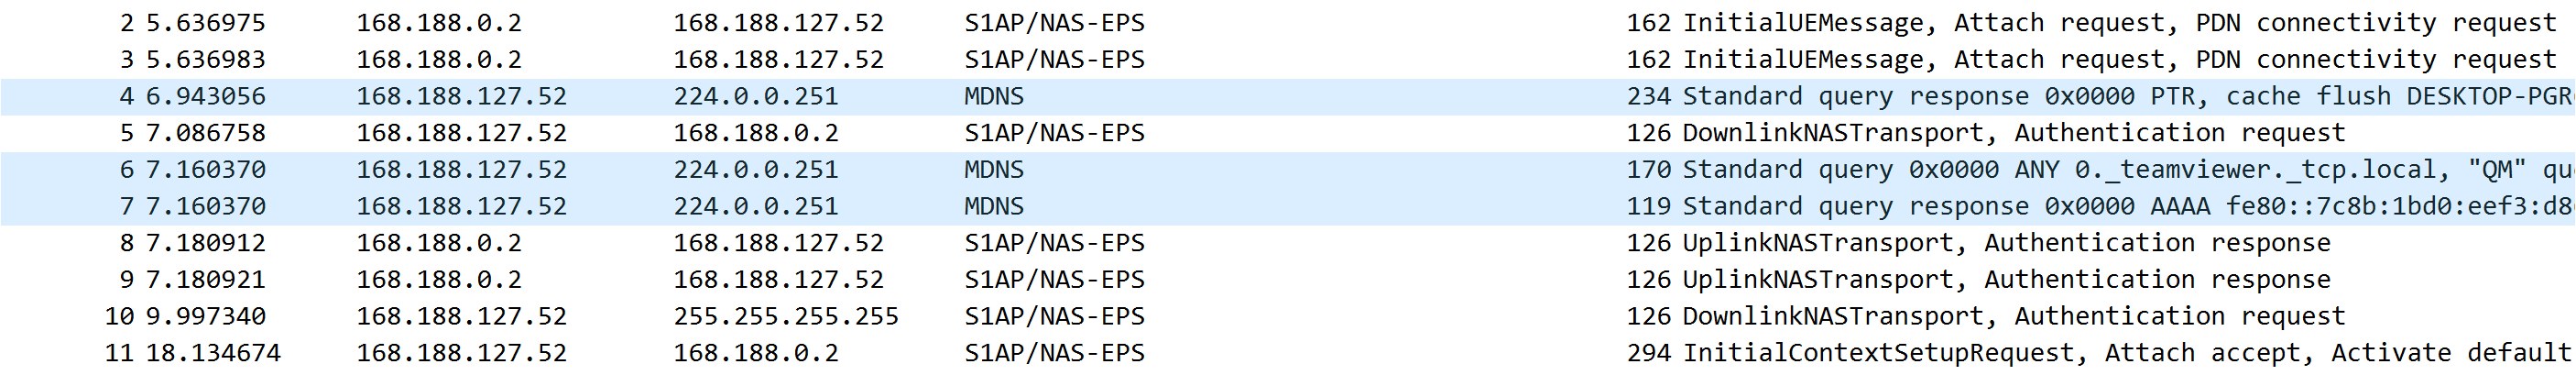 2 5.636975 168.188.0.2 168.188.127.52 S1AP/NAS-EPS 162 InitialUEMessage, Attach request, PDN connectivity request
3 5.636983 168.188.0.2 168.188.127.52 S1AP/NAS-EPS 162 InitialUEMessage, Attach request, PDN connectivity request
4 6.943056 168.188.127.52 224.0.0.251 MDNS 234 Standard query response 0x0000 PTR, cache flush DESKTOP-PGR
5 7.086758 168.188.127.52 168.188.0.2 S1AP/NAS-EPS 126 DownlinkNASTransport, Authentication request
6 7.160370 168.188.127.52 224.0.0.251 MDNS 170 Standard query 0x0000 ANY 0._teamviewer._tcp.local, "QM" qu
7 7.160370 168.188.127.52 224.0.0.251 MDNS 119 Standard query response 0x0000 AAAA fe80::7c8b:1bd0:eef3:d8
8 7.180912 168.188.0.2 168.188.127.52 S1AP/NAS-EPS 126 UplinkNASTransport, Authentication response
9 7.180921 168.188.0.2 168.188.127.52 S1AP/NAS-EPS 126 UplinkNASTransport, Authentication response
10 9.997340 168.188.127.52 255.255.255.255 S1AP/NAS-EPS 126 DownlinkNASTransport, Authentication request
11 18.134674 168.188.127.52 168.188.0.2 S1AP/NAS-EPS 294 InitialContextSetupRequest, Attach accept, Activate default